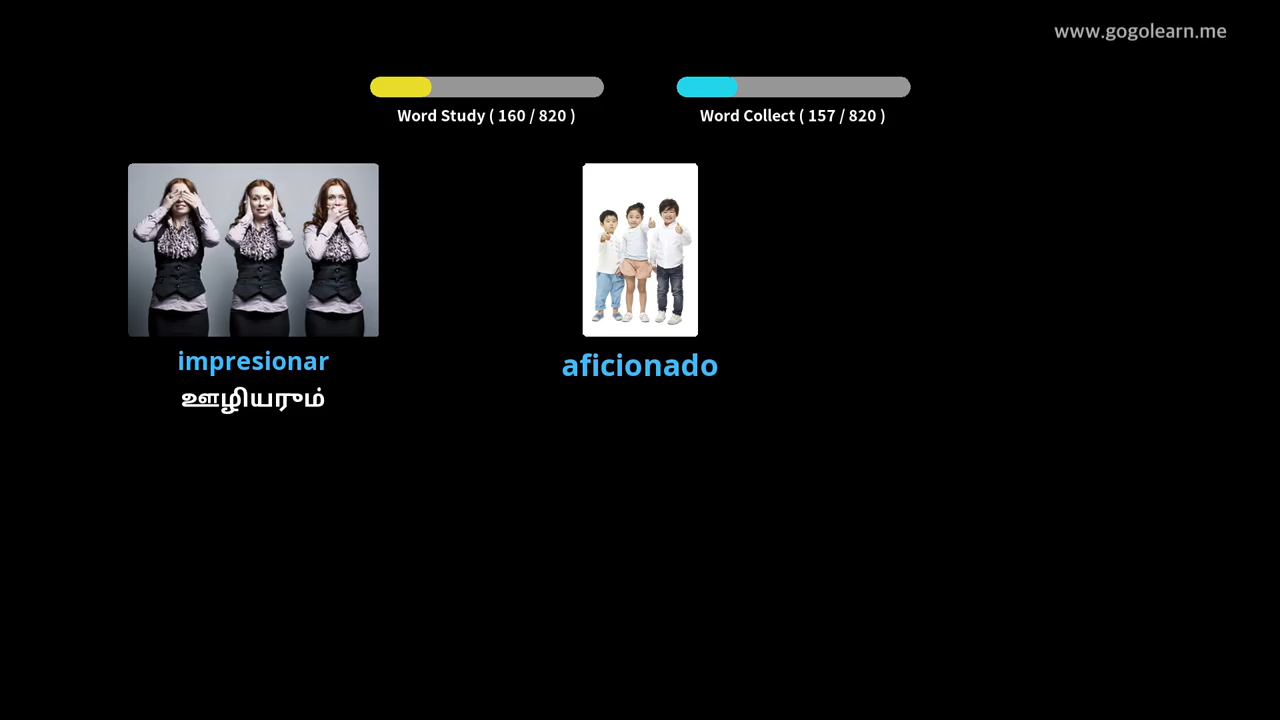 www.gogolearn.me
Word Study ( 160 / 820 )
Word Collect ( 157 / 820 )
impresionar
ஊழியரும்
aficionado